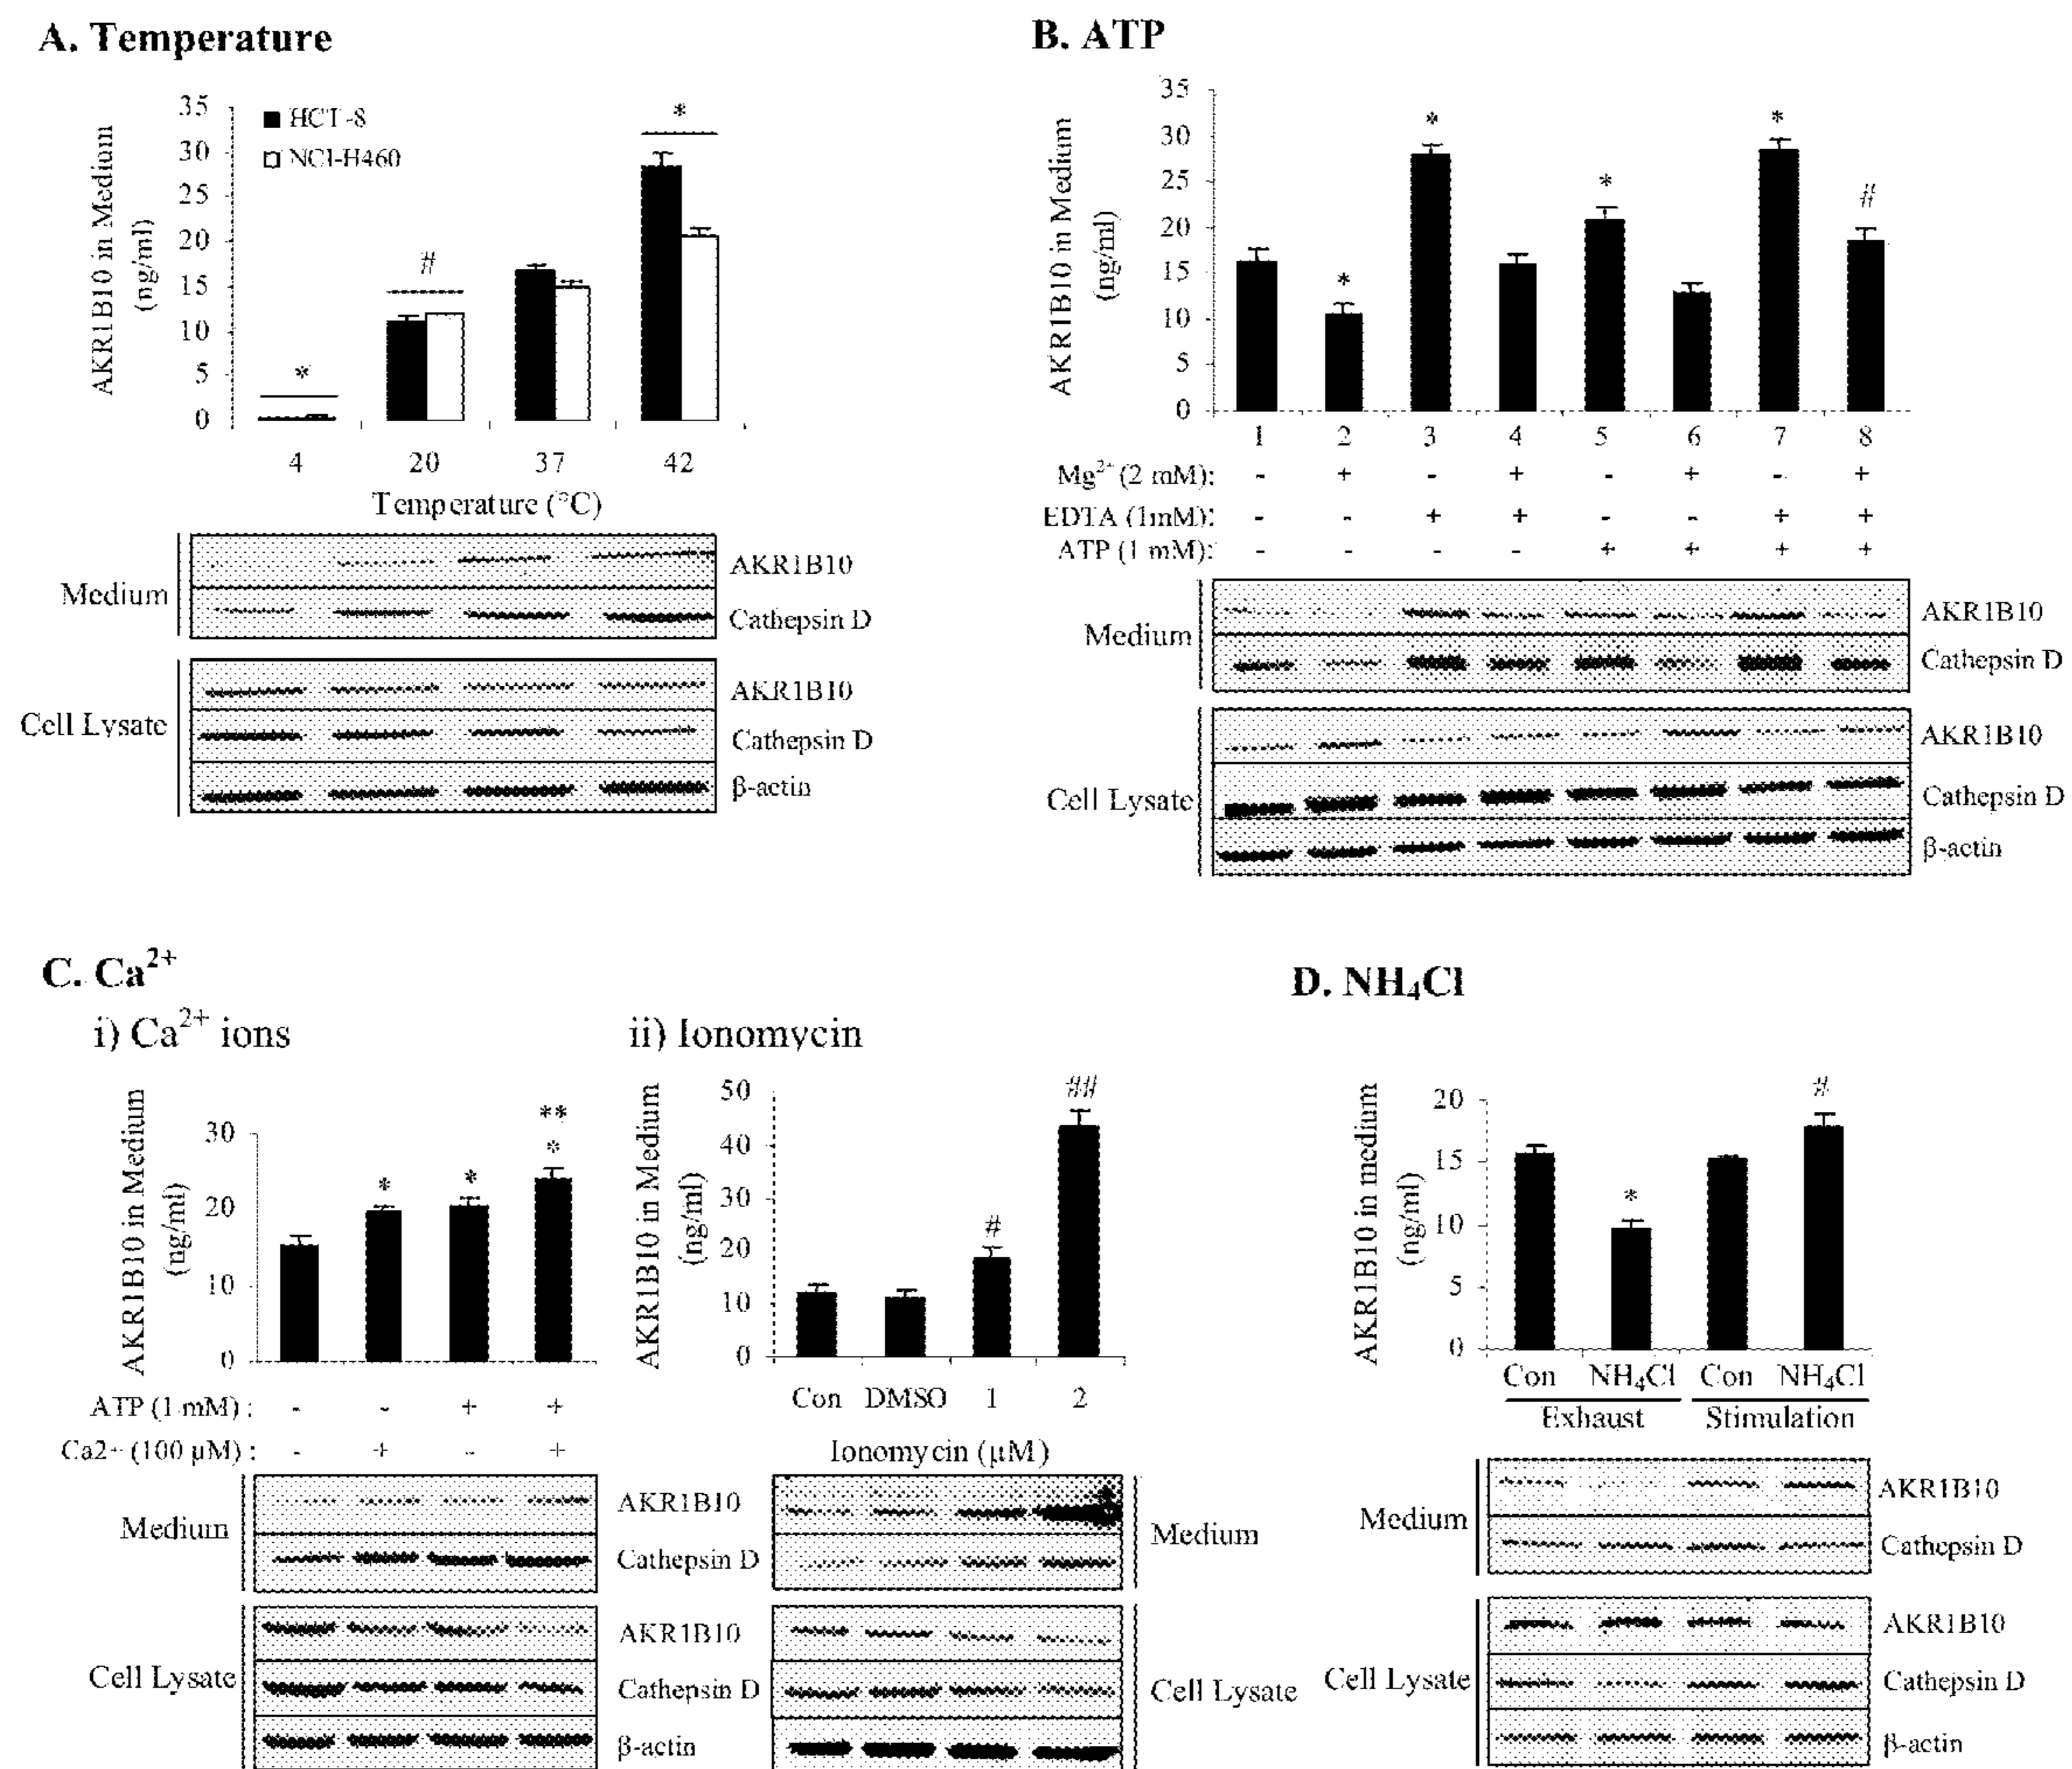 A. Temperature
35
30
25
20
15
10
5
0
AKR1B10 in Medium
(ng/ml)
HCT-8
NCI-H460
*
#
*
4 20 37 42
Temperature (°C)
Medium
AKR1B10
Cathepsin D
Cell Lysate
AKR1B10
Cathepsin D
β-actin
B. ATP
35
30
25
20
15
10
5
0
AKR1B10 in Medium
(ng/ml)
* * * * #
1 2 3 4 5 6 7 8
Mg2+ (2 mM): - + - + - + - +
EDTA (1mM): - - + + - - + +
ATP (1 mM): - - - - + + + +
Medium
AKR1B10
Cathepsin D
Cell Lysate
AKR1B10
Cathepsin D
β-actin
C. Ca2+
i) Ca2+ ions
30
20
10
0
AKR1B10 in Medium
(ng/ml)
**
* * *
ATP (1 mM) : - - + +
Ca2+ (100 μM) : - + - +
Medium
AKR1B10
Cathepsin D
Cell Lysate
AKR1B10
Cathepsin D
β-actin
ii) Ionomycin
50
40
30
20
10
0
AKR1B10 in Medium
(ng/ml)
# ##
Con DMSO 1 2
Ionomycin (μM)
Medium
Cell Lysate
D. NH4Cl
20
15
10
5
0
AKR1B10 in medium
(ng/ml)
* #
Con NH4Cl Con NH4Cl
Exhaust Stimulation
Medium
AKR1B10
Cathepsin D
Cell Lysate
AKR1B10
Cathepsin D
β-actin